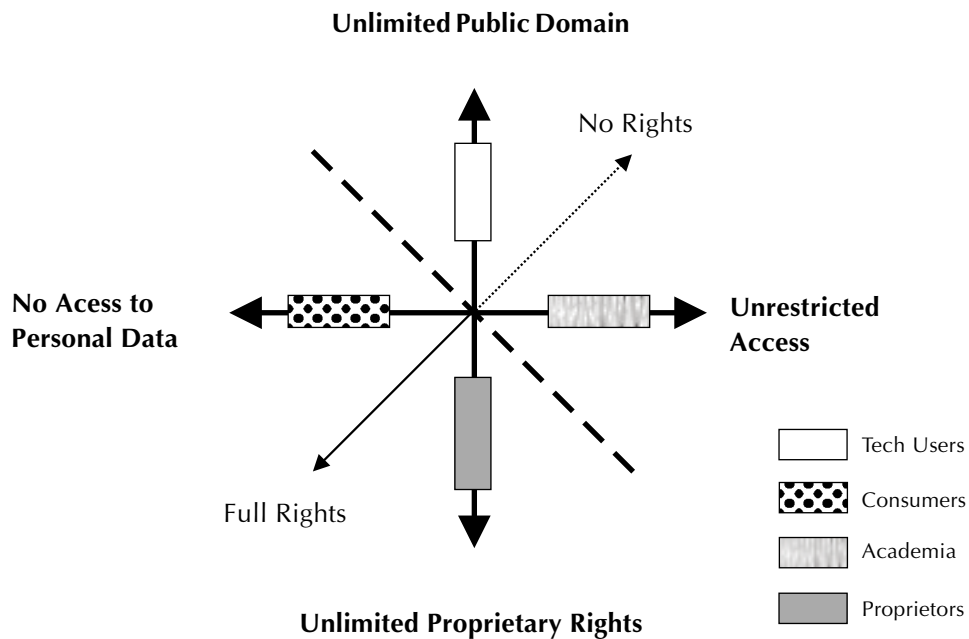 Unlimited Public Domain
No Rights
No Acess to
Personal Data
Unrestricted
Access
Full Rights
Tech Users
Consumers
Academia
Proprietors
Unlimited Proprietary Rights